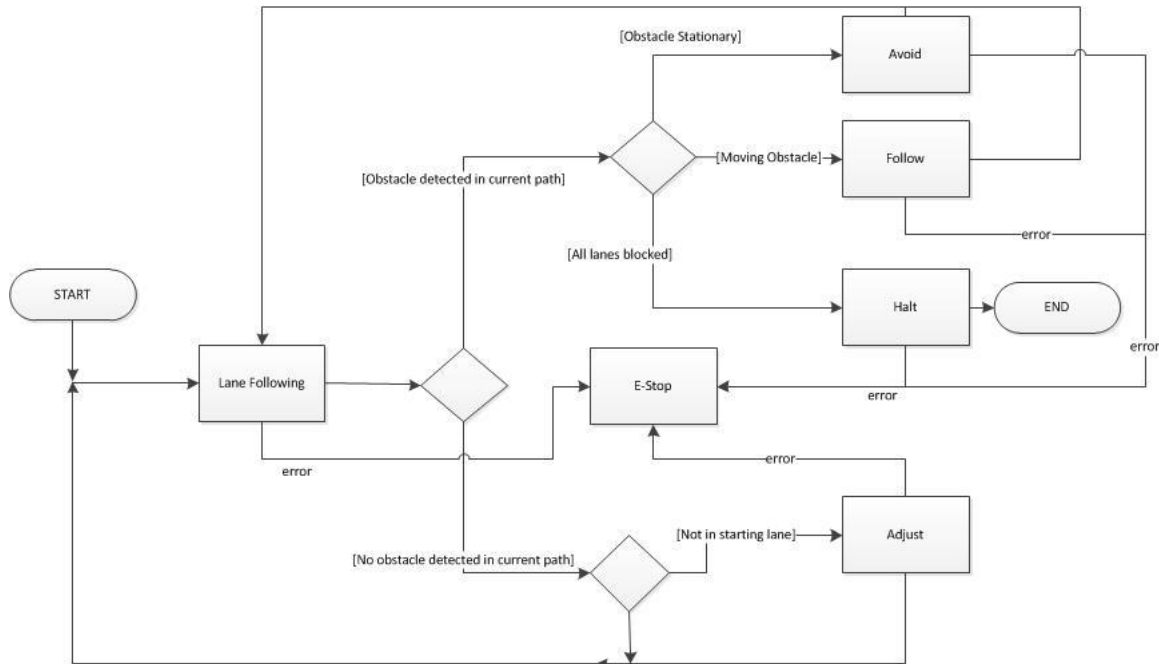 [Obstacle Stationary]
Avoid
[Moving Obstacle]
Follow
[Obstacle detected in current path]
error
[All lanes blocked]
START
Halt
END
error
Lane Following
E-Stop
error
error
error
[Not in starting lane]
Adjust
[No obstacle detected in current path]